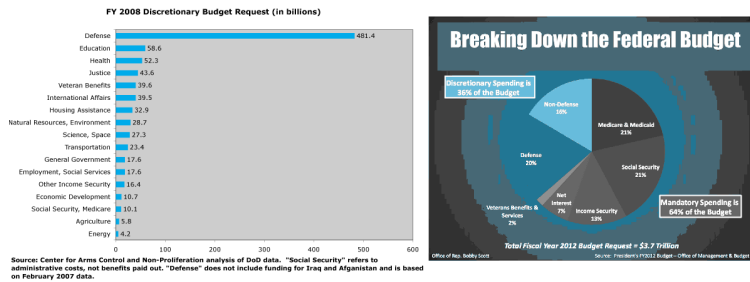 FY 2008 Discretionary Budget Request (in billions)
Defense 481.4
Education 58.6
Health 52.3
Justice 43.6
Veteran Benefits 39.6
International Affairs 39.5
Housing Assistance 32.9
Natural Resources, Environment 28.7
Science, Space 27.3
Transportation 23.4
General Government 17.6
Employment, Social Services 17.6
Other Income Security 16.4
Economic Development 10.7
Social Security, Medicare 10.1
Agriculture 5.8
Energy 4.2
0 100 200 300 400 500 600
Source: Center for Arms Control and Non-Proliferation analysis of DoD data. "Social Security" refers to
administrative costs, not benefits paid out. "Defense" does not include funding for Iraq and Afganistan and is based
on February 2007 data.
Breaking Down the Federal Budget
Discretionary Spending is
36% of the Budget
Non-Defense
16%
Medicare & Medicaid
21%
Defense
20%
Social Security
21%
Veterans Benefits &
Services
2%
Net
Interest
7%
Income Security
13%
Mandatory Spending is
64% of the Budget
Total Fiscal Year 2012 Budget Request = $3.7 Trillion
Office of Rep. Bobby Scott
Source: President's FY2012 Budget – Office of Management & Budget